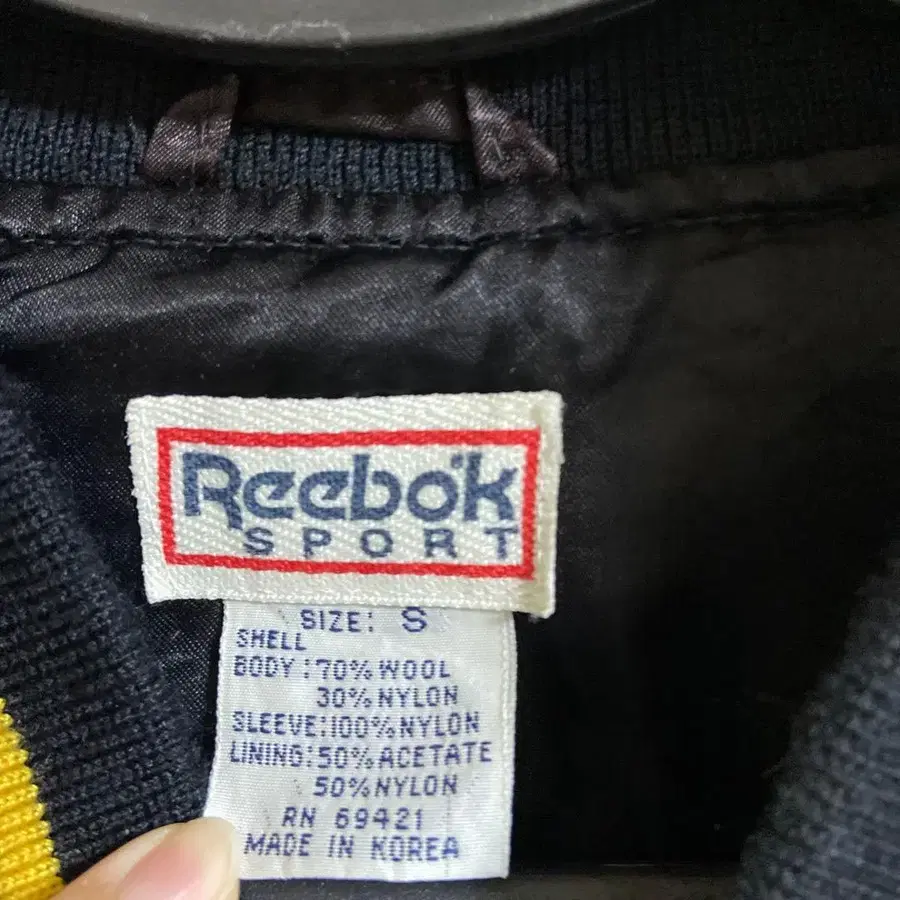 Reebok
SPORT
SIZE: S
SHELL
BODY: 70% WOOL
30% NYLON
SLEEVE: 100% NYLON
LINING: 50% ACETATE
50% NYLON
RN 69421
MADE IN KOREA